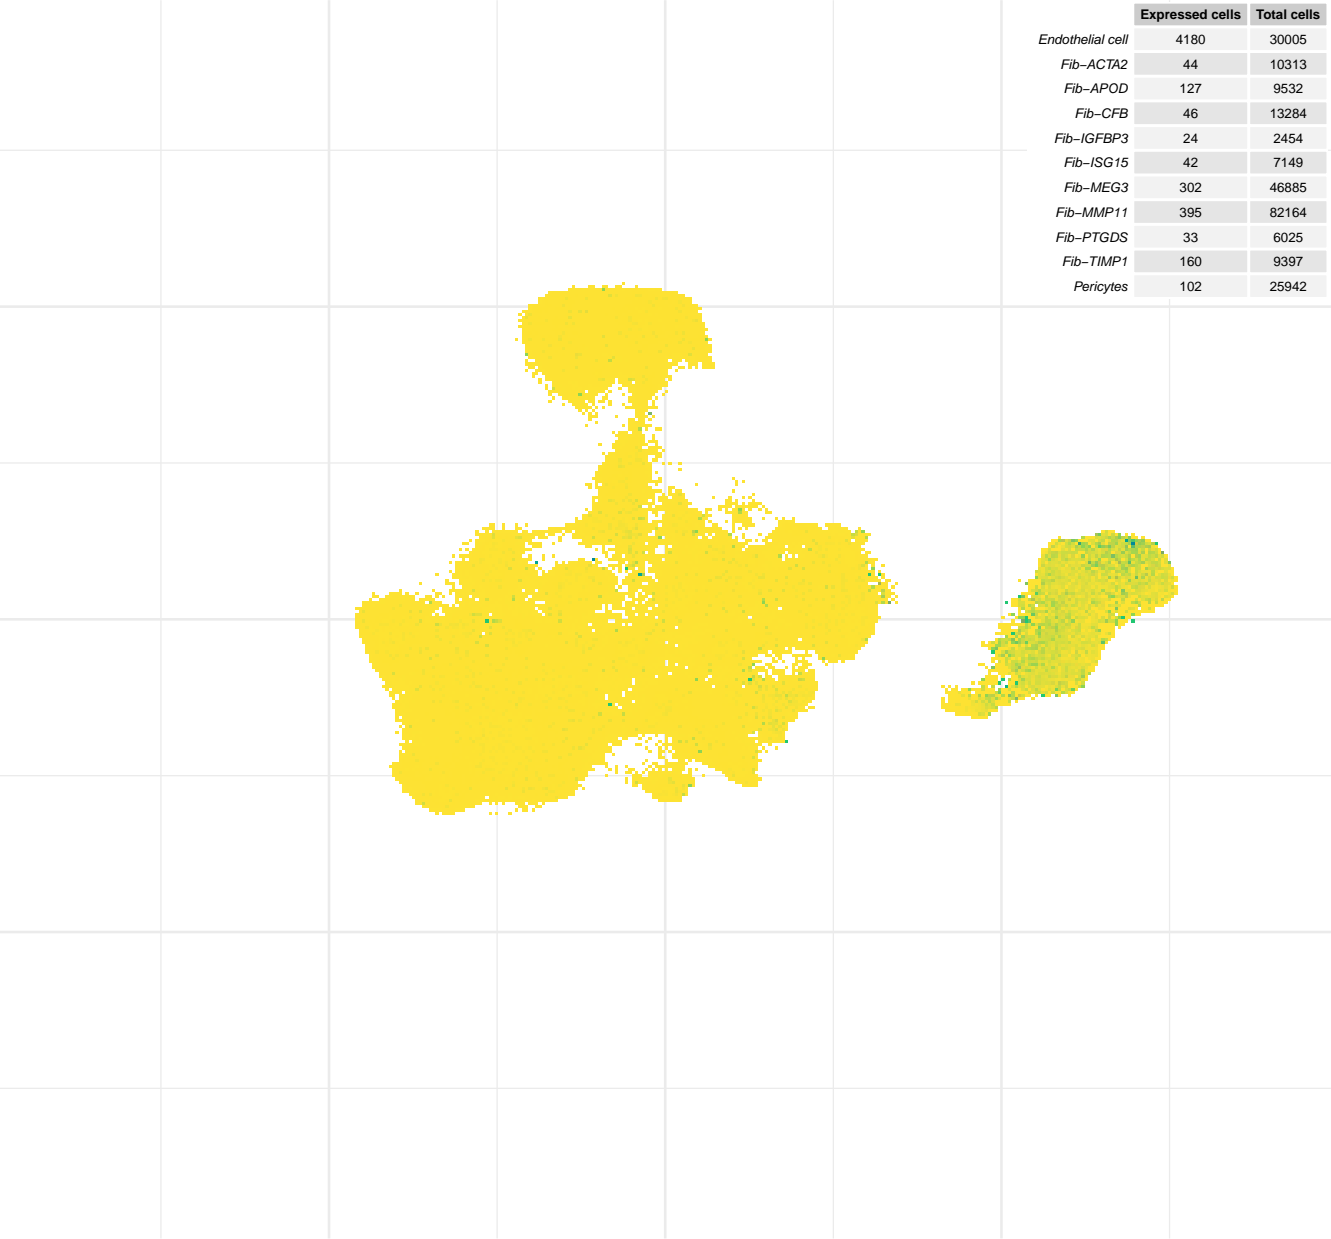 Expressed cells Total cells
Endothelial cell 4180 30005
Fib−ACTA2 44 10313
Fib−APOD 127 9532
Fib−CFB 46 13284
Fib−IGFBP3 24 2454
Fib−ISG15 42 7149
Fib−MEG3 302 46885
Fib−MMP11 395 82164
Fib−PTGDS 33 6025
Fib−TIMP1 160 9397
Pericytes 102 25942